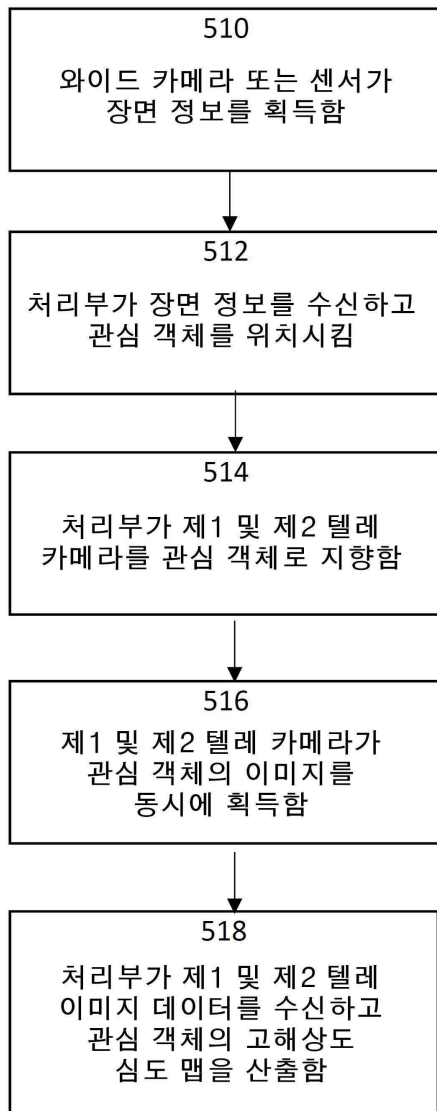 510
와이드 카메라 또는 센서가
장면 정보를 획득함
512
처리부가 장면 정보를 수신하고
관심 객체를 위치시킴
514
처리부가 제1 및 제2 텔레
카메라를 관심 객체로 지향함
516
제1 및 제2 텔레 카메라가
관심 객체의 이미지를
동시에 획득함
518
처리부가 제1 및 제2 텔레
이미지 데이터를 수신하고
관심 객체의 고해상도
심도 맵을 산출함